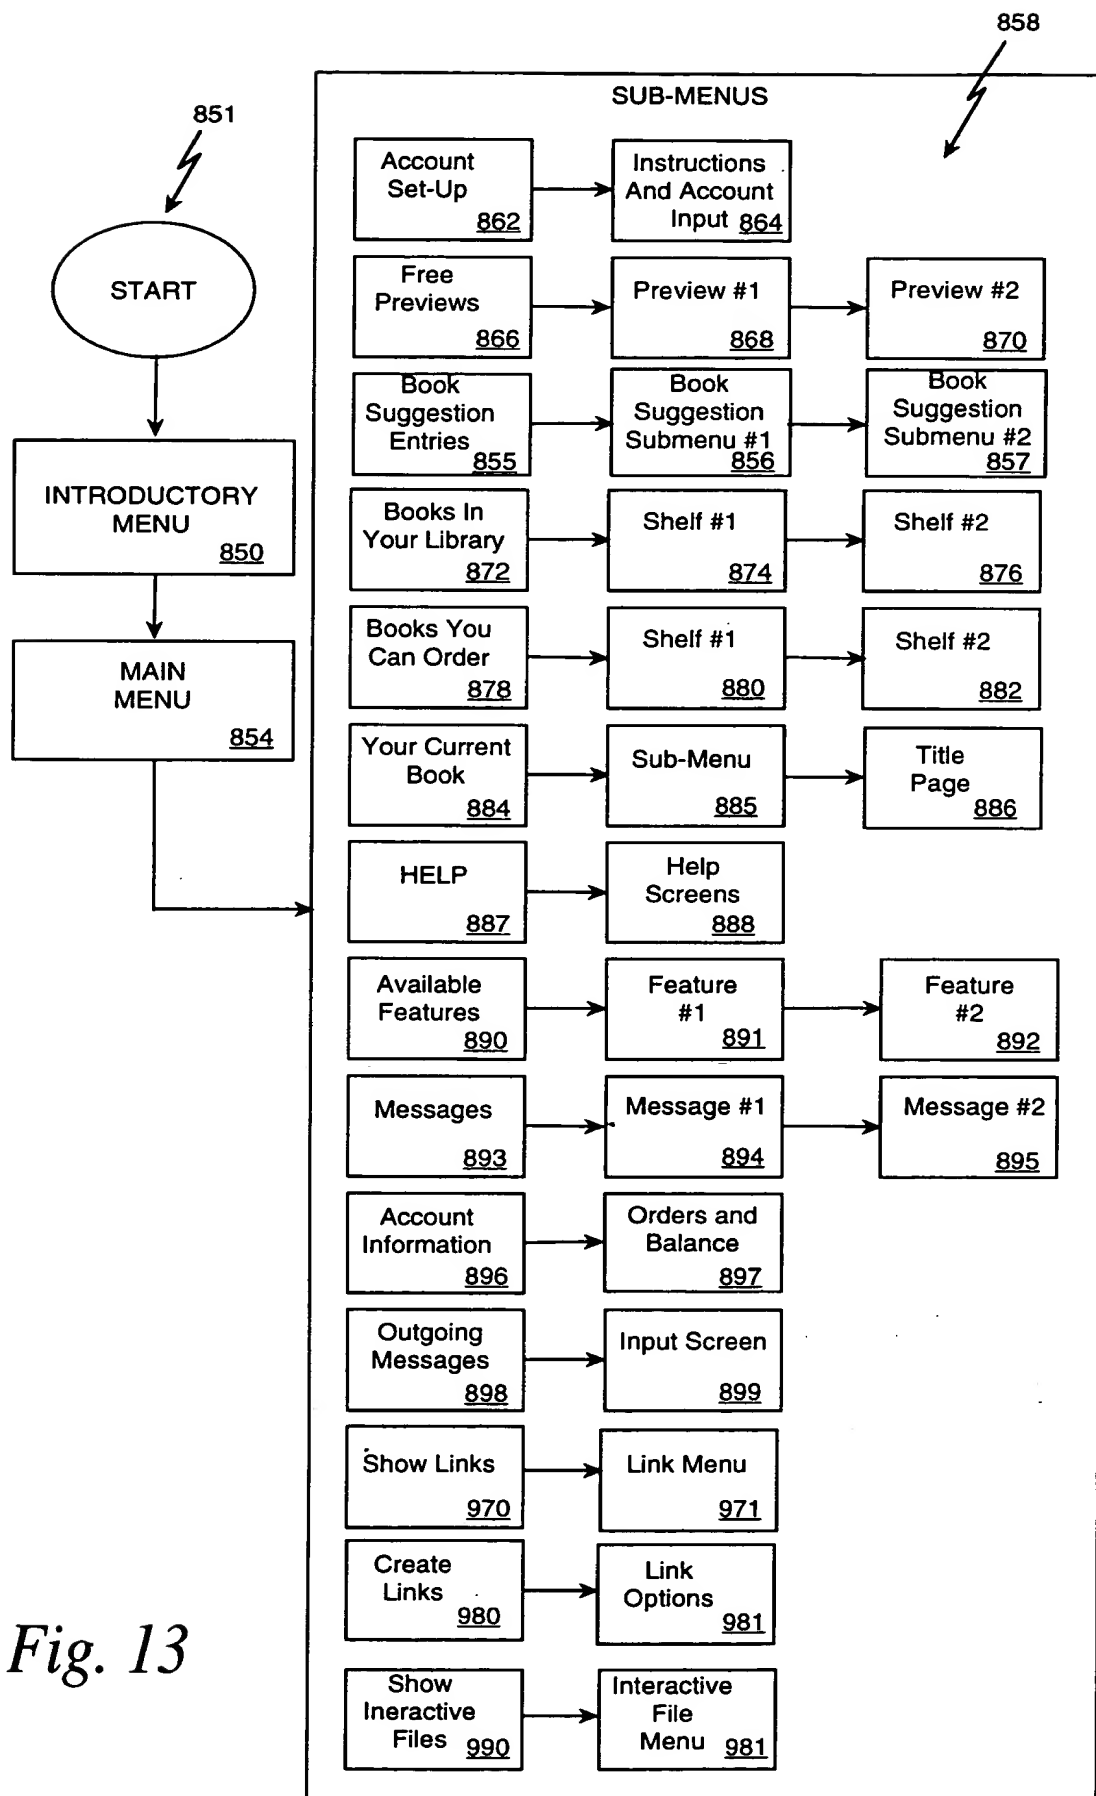 858
SUB-MENUS
851
START
INTRODUCTORY
MENU
850
MAIN
MENU
854
Account
Set-Up
862
Instructions
And Account
Input 864
Free
Previews
866
Preview #1
868
Preview #2
870
Book
Suggestion
Entries
855
Book
Suggestion
Submenu #1
856
Book
Suggestion
Submenu #2
857
Books In
Your Library
872
Shelf #1
874
Shelf #2
876
Books You
Can Order
878
Shelf #1
880
Shelf #2
882
Your Current
Book
884
Sub-Menu
885
Title
Page
886
HELP
887
Help
Screens
888
Available
Features
890
Feature
#1
891
Feature
#2
892
Messages
893
Message #1
894
Message #2
895
Account
Information
896
Orders and
Balance
897
Outgoing
Messages
898
Input Screen
899
Show Links
970
Link Menu
971
Create
Links
980
Link
Options
981
Show
Ineractive
Files 990
Interactive
File
Menu 981
Fig. 13